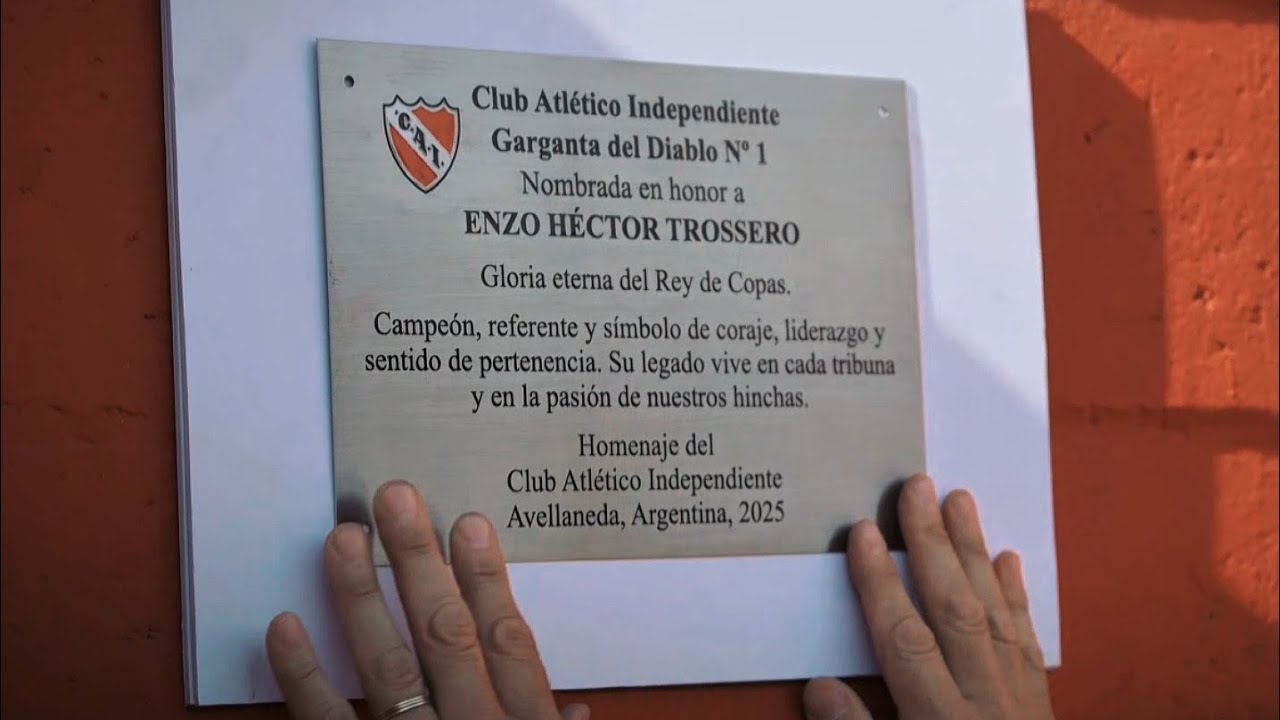 C.A.I.
Club Atlético Independiente
Garganta del Diablo Nº 1
Nombrada en honor a
ENZO HÉCTOR TROSSERO
Gloria eterna del Rey de Copas.
Campeón, referente y símbolo de coraje, liderazgo y
sentido de pertenencia. Su legado vive en cada tribuna
y en la pasión de nuestros hinchas.
Homenaje del
Club Atlético Independiente
Avellaneda, Argentina, 2025